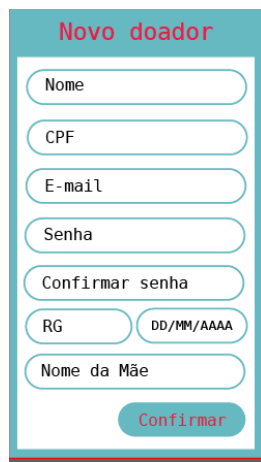 Novo doador
Nome
CPF
E-mail
Senha
Confirmar senha
RG DD/MM/AAAA
Nome da Mãe
Confirmar